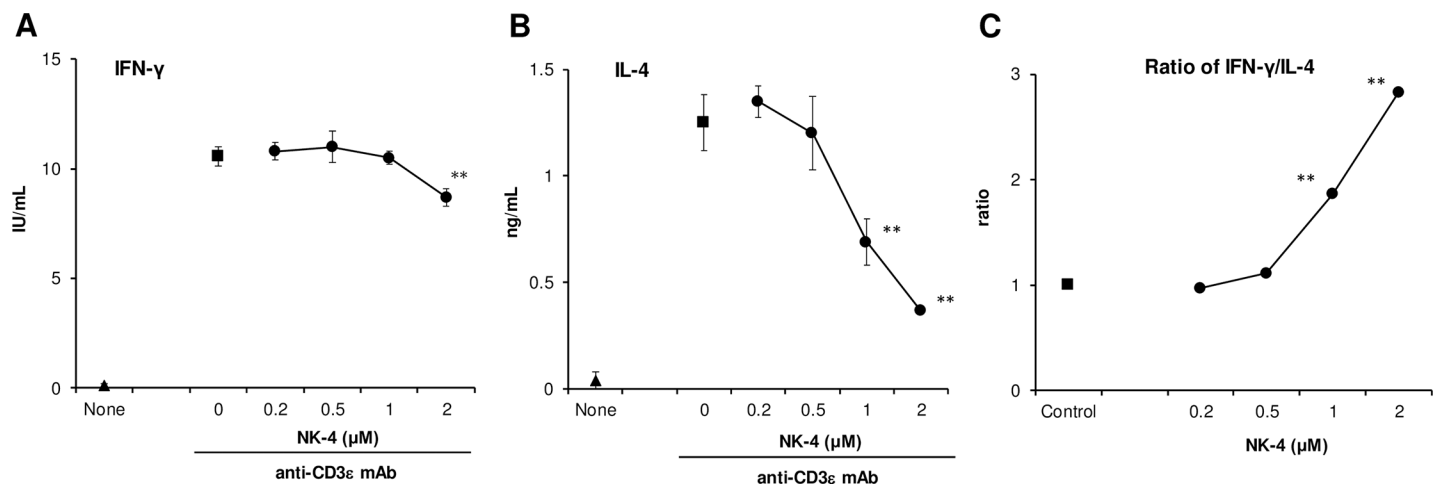 A
IFN-γ
15
10
5
0
IU/mL
**
None 0 0.2 0.5 1 2
NK-4 (μM)
anti-CD3ε mAb
B
IL-4
1.5
1
0.5
0
ng/mL
**
**
None 0 0.2 0.5 1 2
NK-4 (μM)
anti-CD3ε mAb
C
Ratio of IFN-γ/IL-4
3
2
1
0
ratio
**
**
Control 0.2 0.5 1 2
NK-4 (μM)